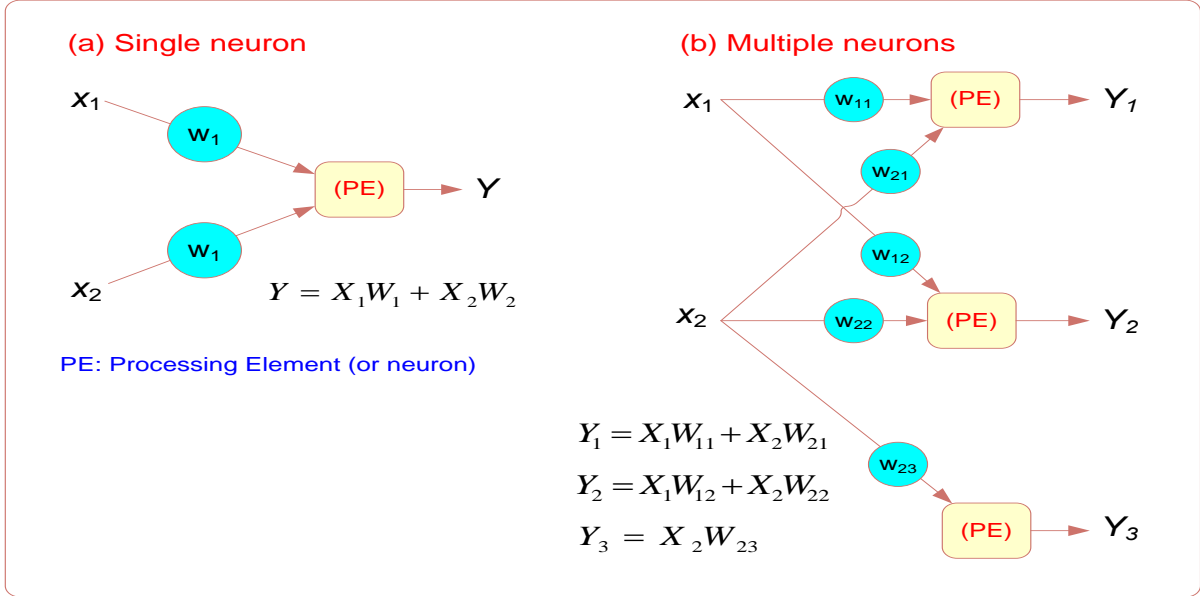 (a) Single neuron
x₁
w₁
(PE)
Y
w₁
x₂
Y = X₁W₁ + X₂W₂
PE: Processing Element (or neuron)
(b) Multiple neurons
x₁
w₁₁
(PE)
Y₁
w₂₁
w₁₂
x₂
w₂₂
(PE)
Y₂
w₂₃
(PE)
Y₃
Y₁ = X₁W₁₁ + X₂W₂₁
Y₂ = X₁W₁₂ + X₂W₂₂
Y₃ = X₂W₂₃